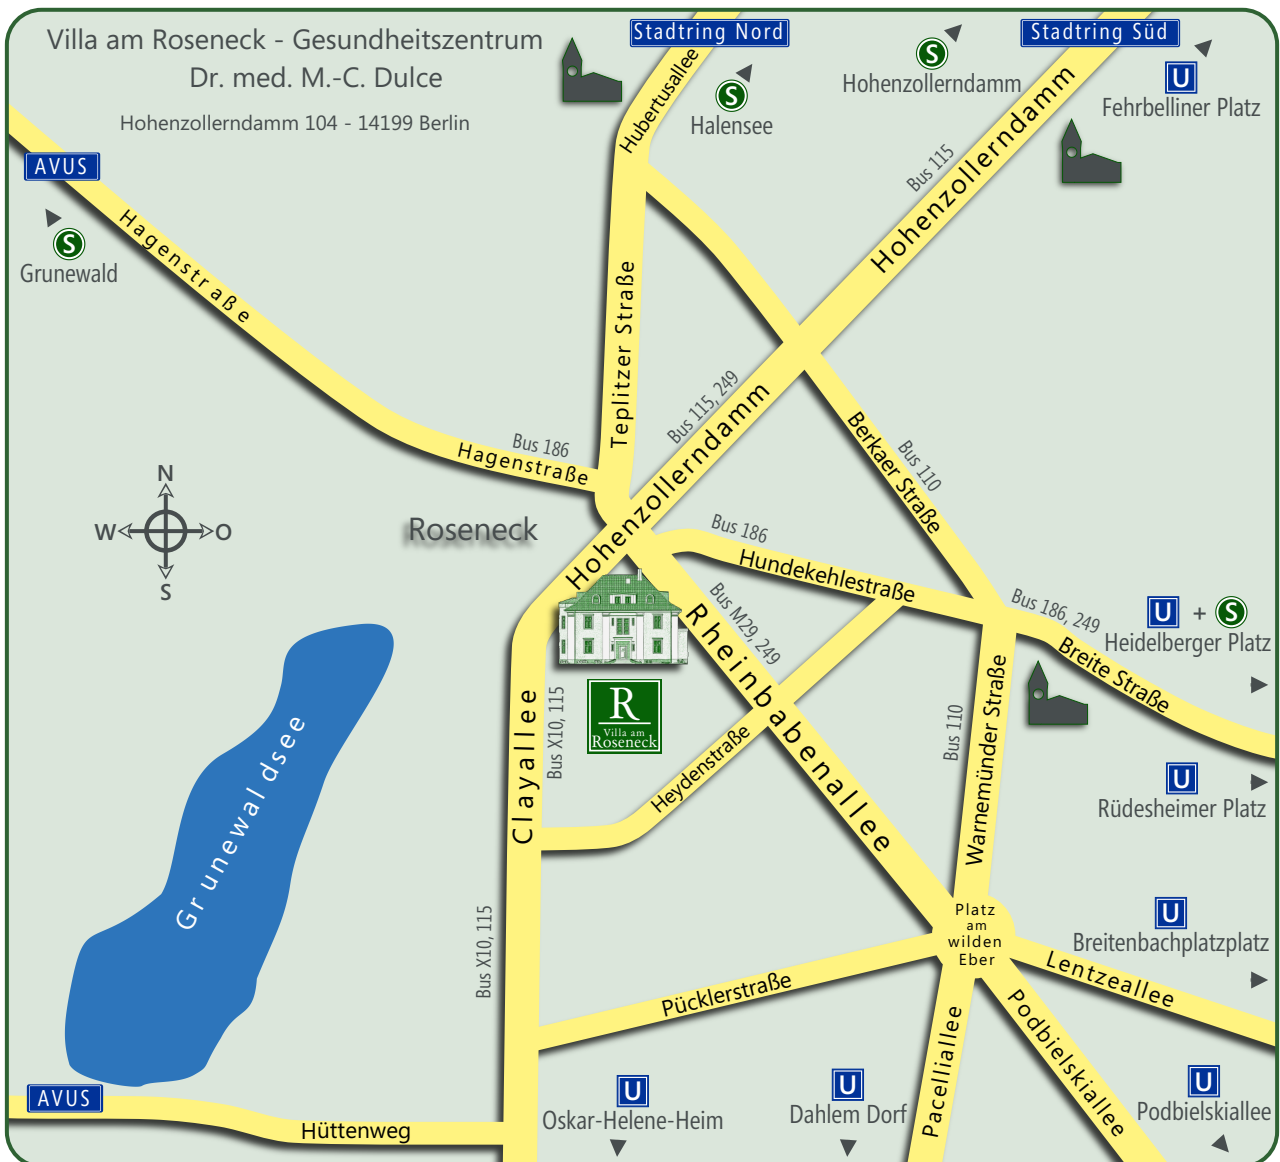 Villa am Roseneck - Gesundheitszentrum
Dr. med. M.-C. Dulce
Hohenzollerndamm 104 - 14199 Berlin
Stadtring Nord
Stadtring Süd
S
Hohenzollerndamm
U
Fehrbelliner Platz
S
Halensee
Hubertusallee
AVUS
S
Grunewald
Hagenstraße
Bus 115
Hohenzollerndamm
Teplitzer Straße
Bus 115, 249
Hohenzollerndamm
Bus 186
Hagenstraße
Berkaer Straße
Bus 110
N
W
O
S
Roseneck
Bus 186
Hundekehlestraße
Bus M29, 249
Rheinbabenallee
Bus 186, 249
Breite Straße
U + S
Heidelberger Platz
R
Villa am
Roseneck
Clayallee
Bus X10, 115
Heydenstraße
Bus 110
Warnemünder Straße
U
Rüdesheimer Platz
Grunewaldsee
Bus X10, 115
Platz
am
wilden
Eber
U
Breitenbachplatzplatz
Lentzeallee
Pücklerstraße
Pacelliallee
Podbielskiallee
AVUS
Hüttenweg
U
Oskar-Helene-Heim
U
Dahlem Dorf
U
Podbielskiallee